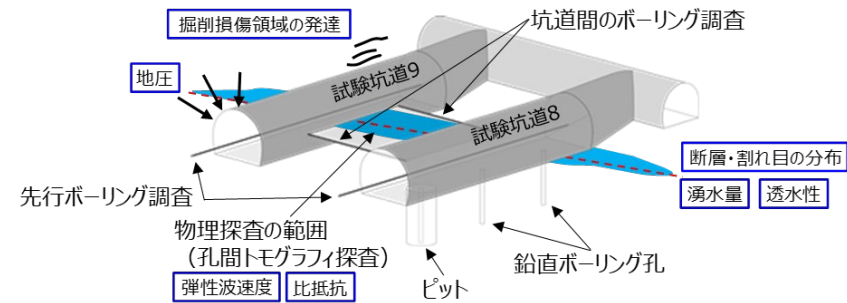 掘削損傷領域の発達
坑道間のボーリング調査
地圧
試験坑道9
試験坑道8
断層・割れ目の分布
湧水量 透水性
先行ボーリング調査
物理探査の範囲
(孔間トモグラフィ探査)
弾性波速度 比抵抗
ピット
鉛直ボーリング孔